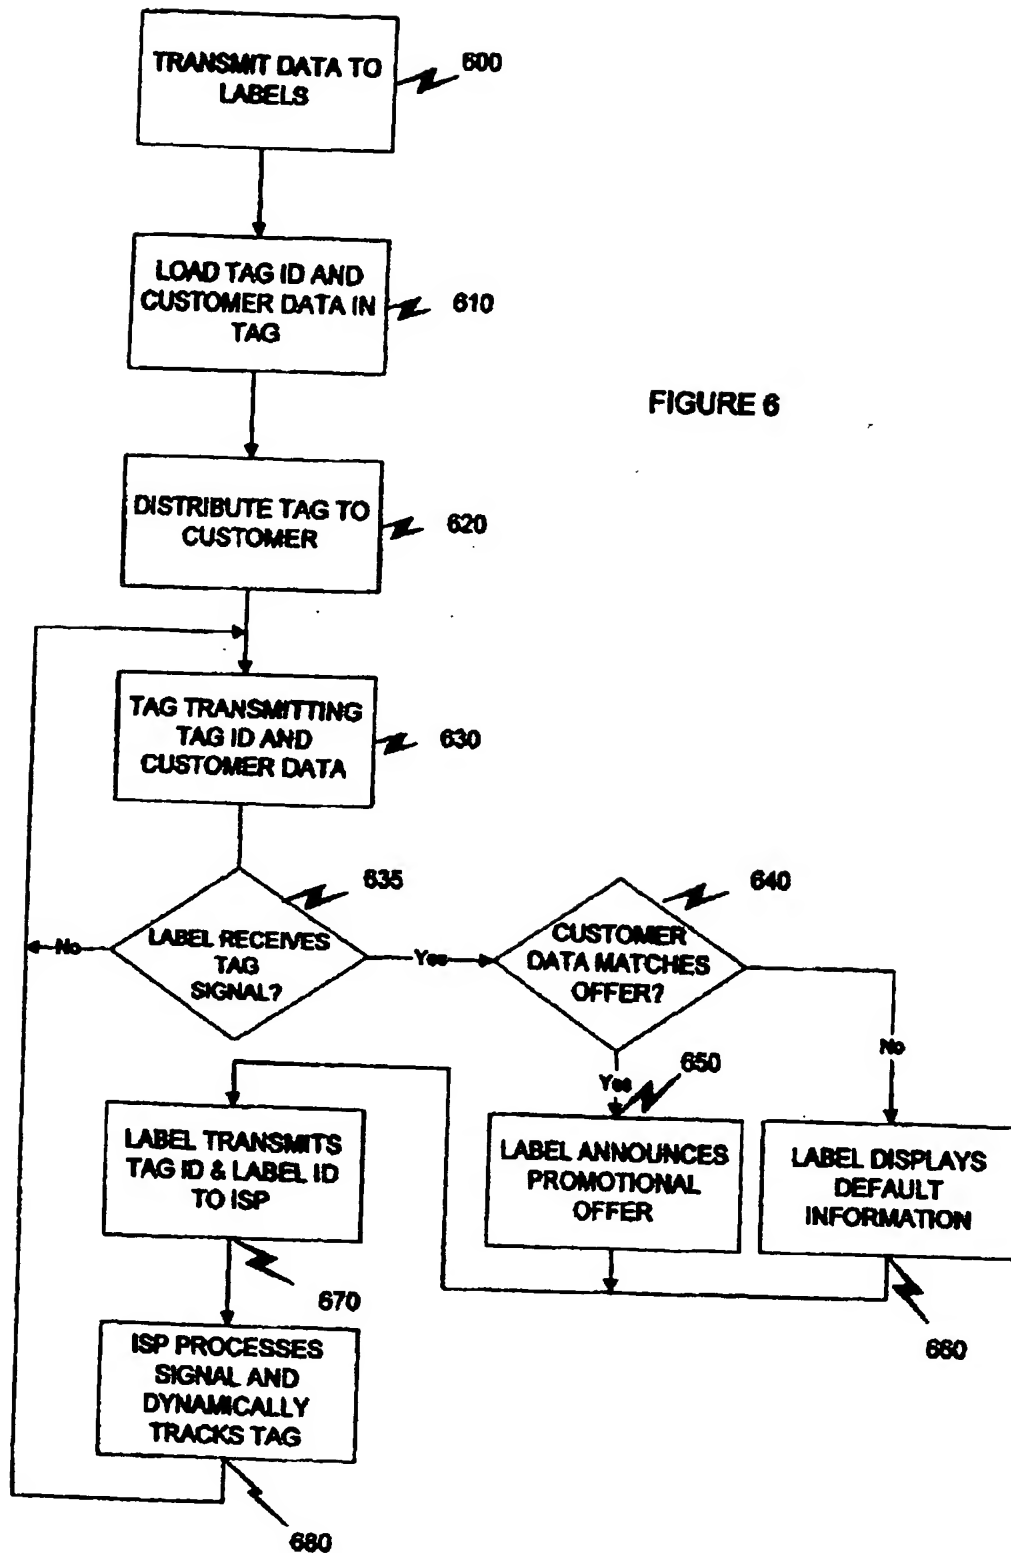 TRANSMIT DATA TO
LABELS
600
LOAD TAG ID AND
CUSTOMER DATA IN
TAG
610
FIGURE 6
DISTRIBUTE TAG TO
CUSTOMER
620
TAG TRANSMITTING
TAG ID AND
CUSTOMER DATA
630
635
LABEL RECEIVES
TAG
SIGNAL?
No
Yes
640
CUSTOMER
DATA MATCHES
OFFER?
Yes
No
650
LABEL ANNOUNCES
PROMOTIONAL
OFFER
LABEL DISPLAYS
DEFAULT
INFORMATION
660
LABEL TRANSMITS
TAG ID & LABEL ID
TO ISP
670
ISP PROCESSES
SIGNAL AND
DYNAMICALLY
TRACKS TAG
680